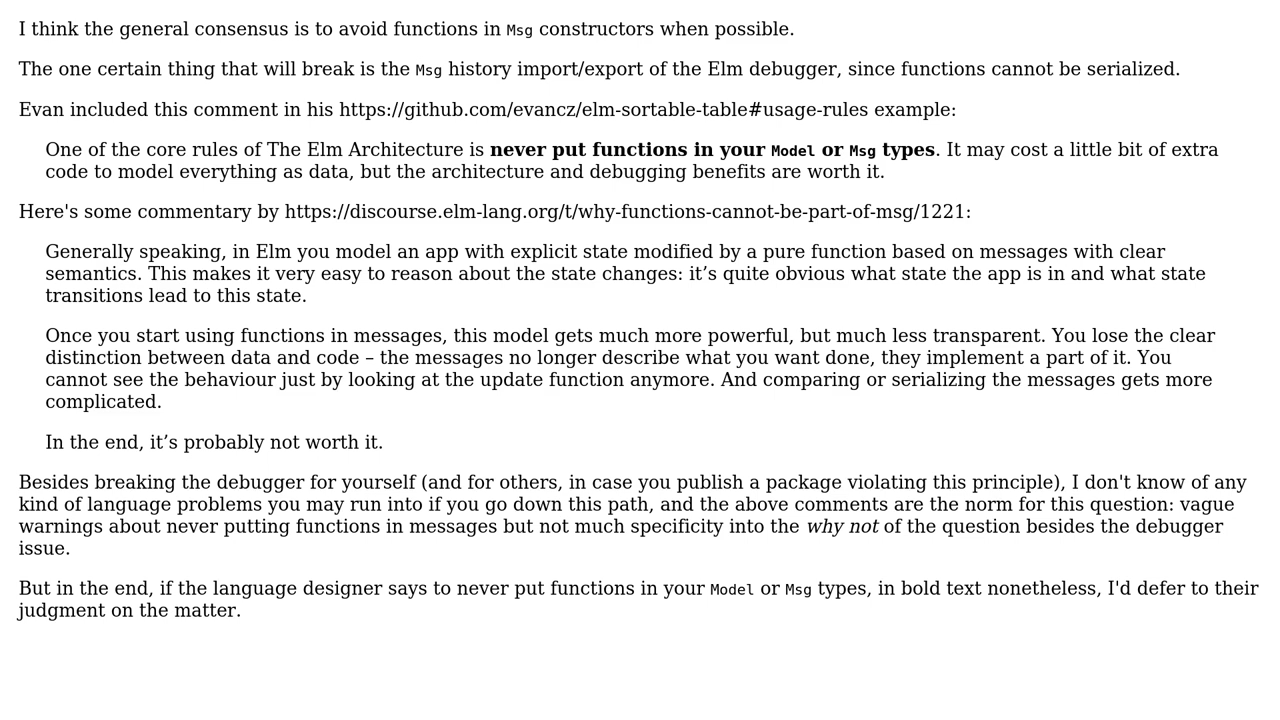 I think the general consensus is to avoid functions in Msg constructors when possible.
The one certain thing that will break is the Msg history import/export of the Elm debugger, since functions cannot be serialized.
Evan included this comment in his https://github.com/evancz/elm-sortable-table#usage-rules example:
One of the core rules of The Elm Architecture is never put functions in your Model or Msg types. It may cost a little bit of extra
code to model everything as data, but the architecture and debugging benefits are worth it.
Here's some commentary by https://discourse.elm-lang.org/t/why-functions-cannot-be-part-of-msg/1221:
Generally speaking, in Elm you model an app with explicit state modified by a pure function based on messages with clear
semantics. This makes it very easy to reason about the state changes: it’s quite obvious what state the app is in and what state
transitions lead to this state.
Once you start using functions in messages, this model gets much more powerful, but much less transparent. You lose the clear
distinction between data and code – the messages no longer describe what you want done, they implement a part of it. You
cannot see the behaviour just by looking at the update function anymore. And comparing or serializing the messages gets more
complicated.
In the end, it’s probably not worth it.
Besides breaking the debugger for yourself (and for others, in case you publish a package violating this principle), I don't know of any
kind of language problems you may run into if you go down this path, and the above comments are the norm for this question: vague
warnings about never putting functions in messages but not much specificity into the why not of the question besides the debugger
issue.
But in the end, if the language designer says to never put functions in your Model or Msg types, in bold text nonetheless, I'd defer to their
judgment on the matter.